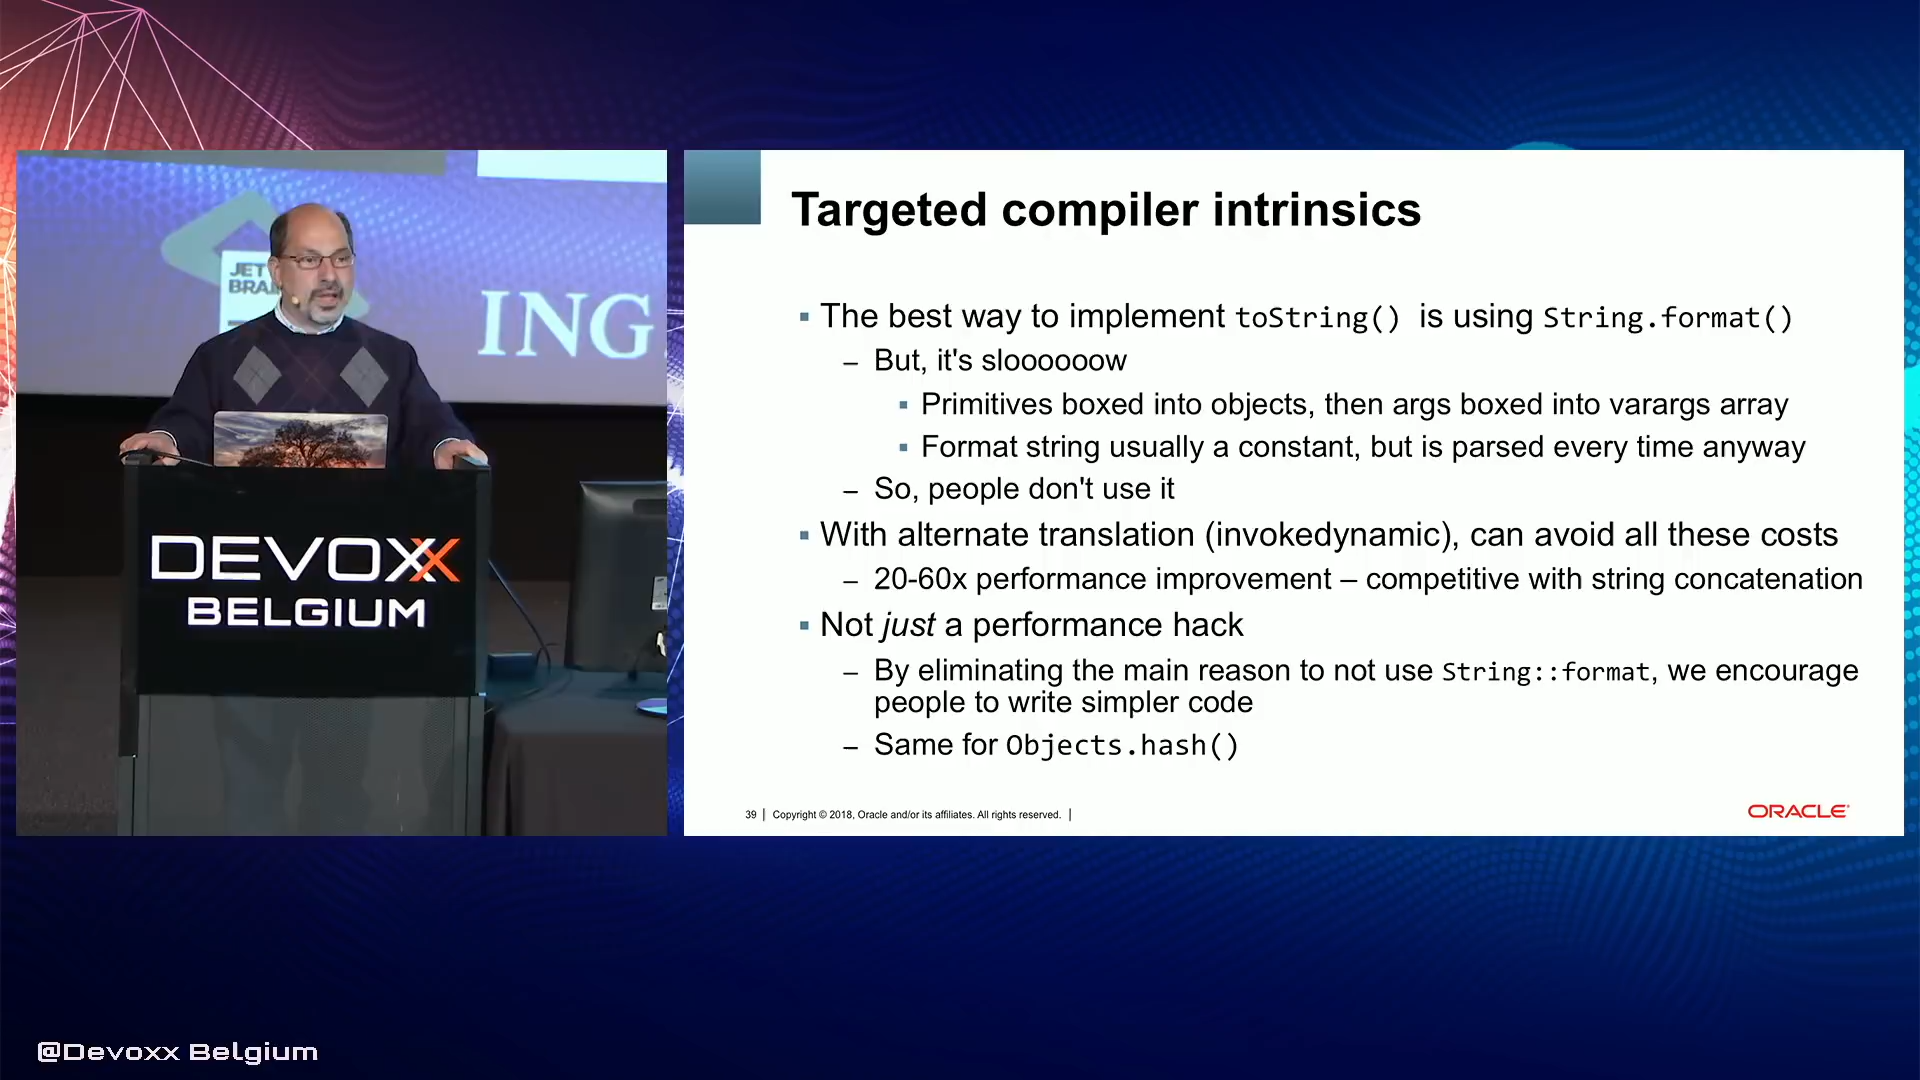 JET
BRAI
ING
DEVOXX
BELGIUM
Targeted compiler intrinsics
▪ The best way to implement toString() is using String.format()
– But, it's sloooooow
▪ Primitives boxed into objects, then args boxed into varargs array
▪ Format string usually a constant, but is parsed every time anyway
– So, people don't use it
▪ With alternate translation (invokedynamic), can avoid all these costs
– 20-60x performance improvement – competitive with string concatenation
▪ Not just a performance hack
– By eliminating the main reason to not use String::format, we encourage
people to write simpler code
– Same for Objects.hash()
39 | Copyright © 2018, Oracle and/or its affiliates. All rights reserved. |
ORACLE
@Devoxx Belgium